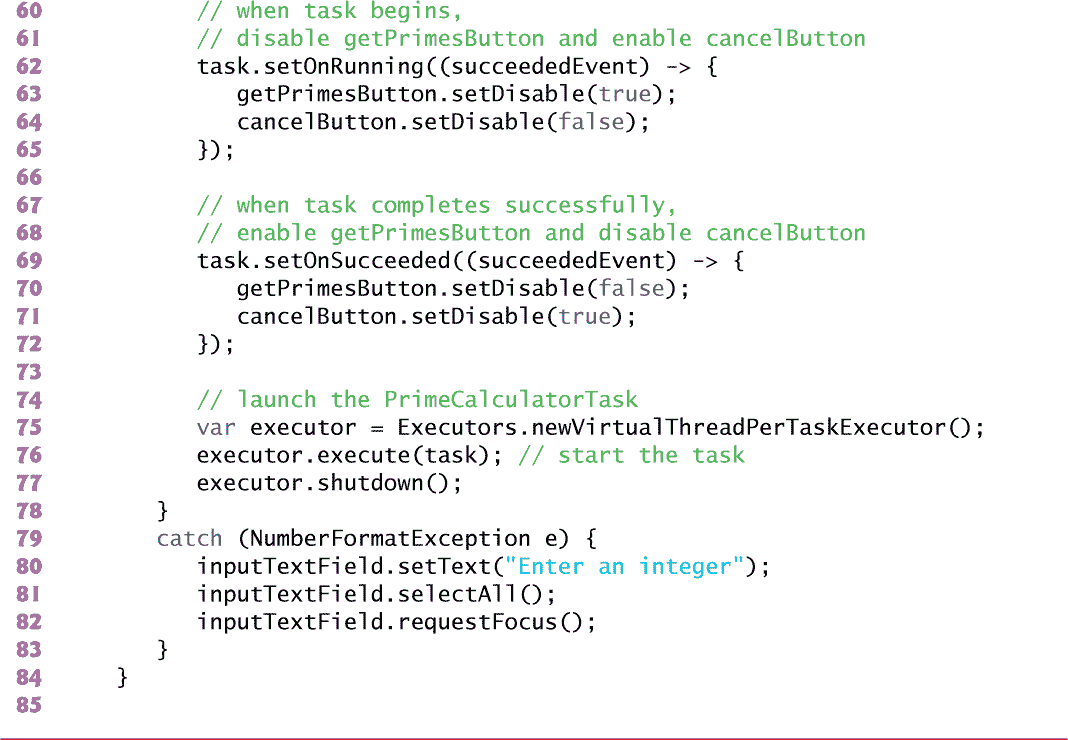 60 // when task begins,
61 // disable getPrimesButton and enable cancelButton
62 task.setOnRunning((succeededEvent) -> {
63 getPrimesButton.setDisable(true);
64 cancelButton.setDisable(false);
65 });
66
67 // when task completes successfully,
68 // enable getPrimesButton and disable cancelButton
69 task.setOnSucceeded((succeededEvent) -> {
70 getPrimesButton.setDisable(false);
71 cancelButton.setDisable(true);
72 });
73
74 // launch the PrimeCalculatorTask
75 var executor = Executors.newVirtualThreadPerTaskExecutor();
76 executor.execute(task); // start the task
77 executor.shutdown();
78 }
79 catch (NumberFormatException e) {
80 inputTextField.setText("Enter an integer");
81 inputTextField.selectAll();
82 inputTextField.requestFocus();
83 }
84 }
85